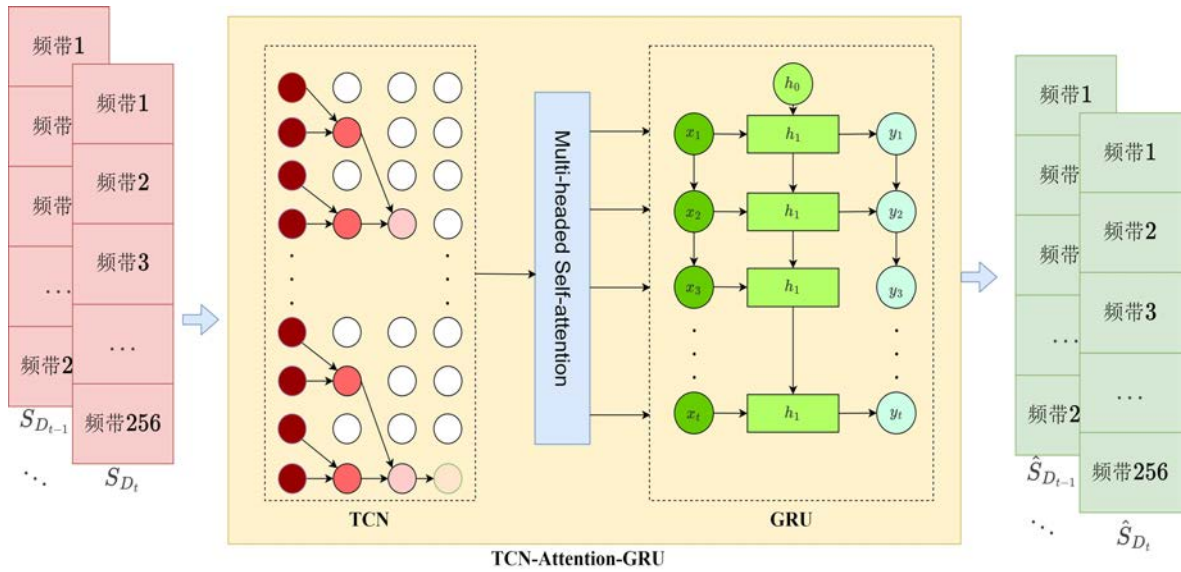 频带1
频带
频带
...
频带2
S_{D_{t-1}}
...
频带1
频带2
频带3
...
频带256
S_{D_t}
TCN
Multi-headed Self-attention
h_0
x_1
h_1
y_1
x_2
h_1
y_2
x_3
h_1
y_3
x_t
h_1
y_t
GRU
TCN-Attention-GRU
频带1
频带
频带
...
频带2
\hat{S}_{D_{t-1}}
...
频带1
频带2
频带3
...
频带256
\hat{S}_{D_t}